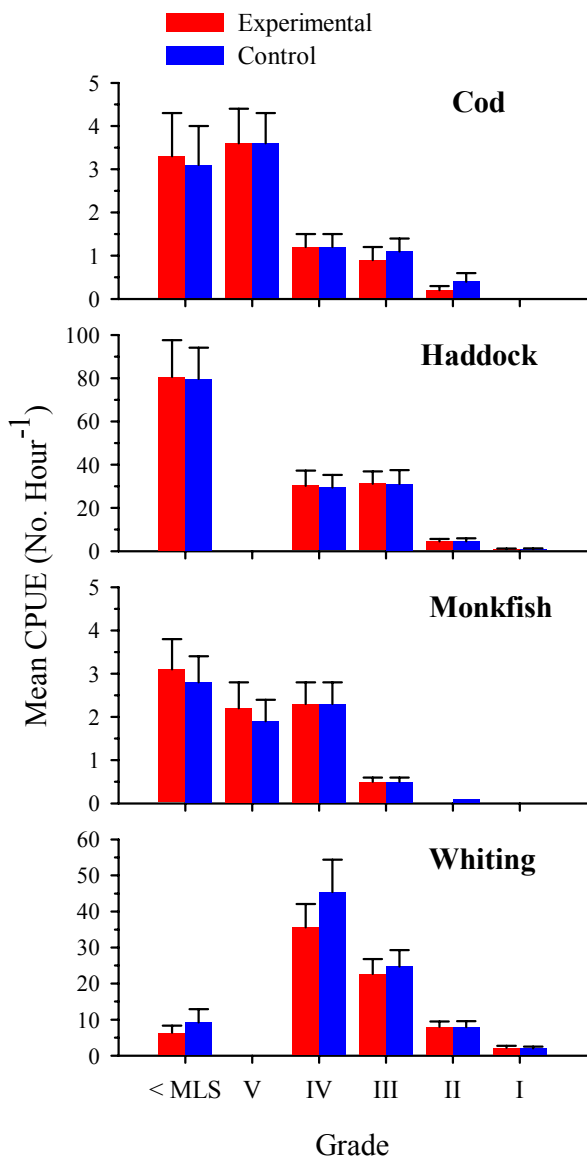 Experimental
Control
Cod
5
4
3
2
1
0
Haddock
100
80
60
40
20
0
Mean CPUE (No. Hour⁻¹)
Monkfish
5
4
3
2
1
0
Whiting
60
50
40
30
20
10
0
< MLS V IV III II I
Grade